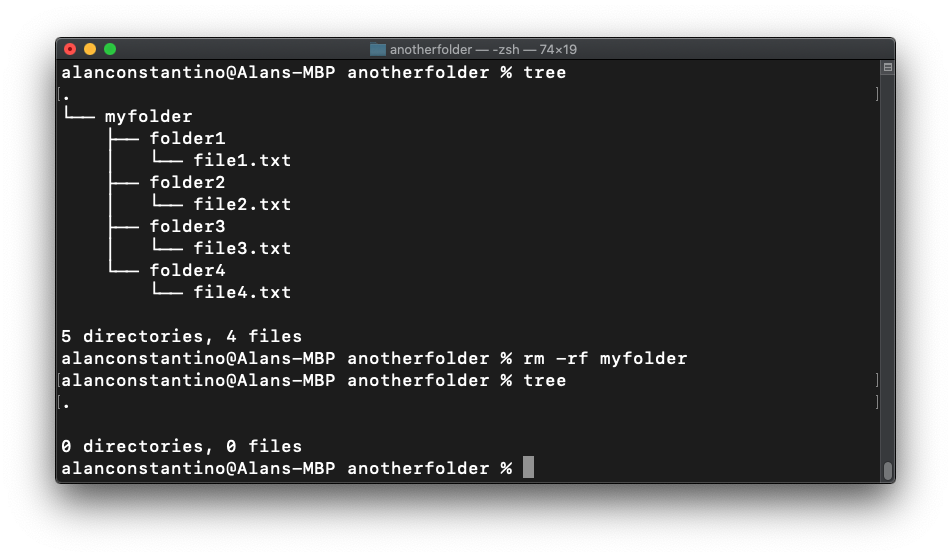 anotherfolder — -zsh — 74×19
alanconstantino@Alans-MBP anotherfolder % tree
.
└── myfolder
    ├── folder1
    │   └── file1.txt
    ├── folder2
    │   └── file2.txt
    ├── folder3
    │   └── file3.txt
    └── folder4
        └── file4.txt
5 directories, 4 files
alanconstantino@Alans-MBP anotherfolder % rm -rf myfolder
alanconstantino@Alans-MBP anotherfolder % tree
.
0 directories, 0 files
alanconstantino@Alans-MBP anotherfolder %